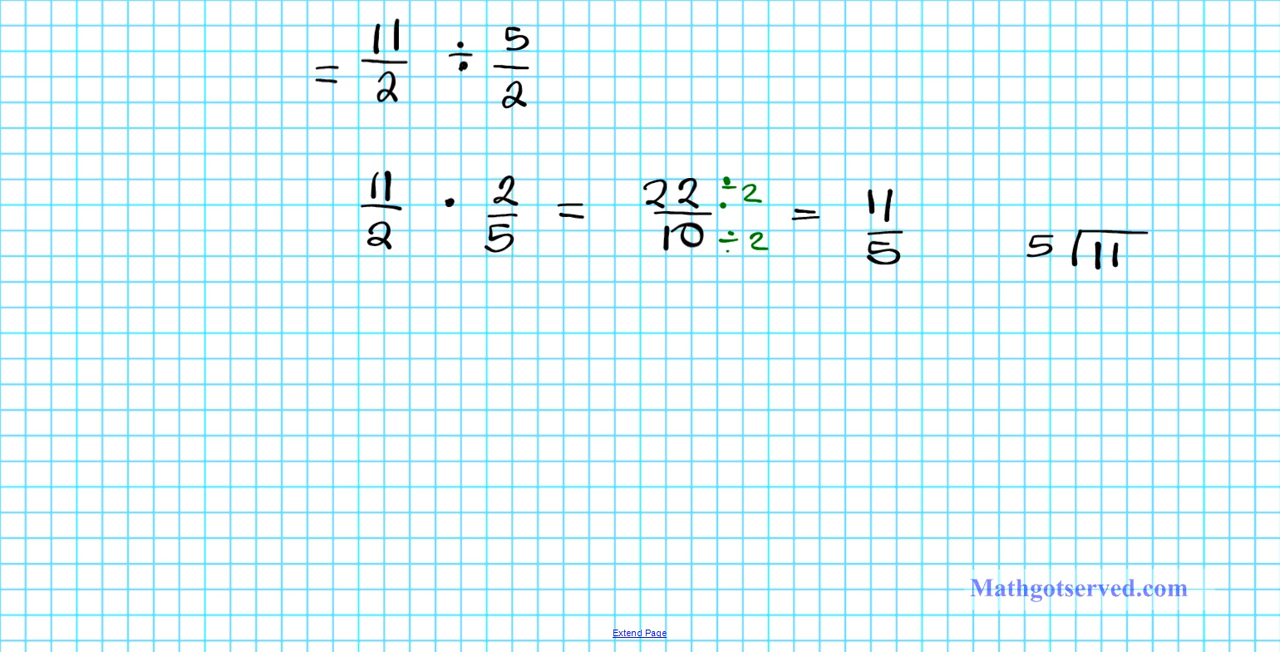 = 11/2 ÷ 5/2
11/2 · 2/5 = 22/10 ÷2/÷2 = 11/5 5⟌11
Mathgotserved.com
Extend Page